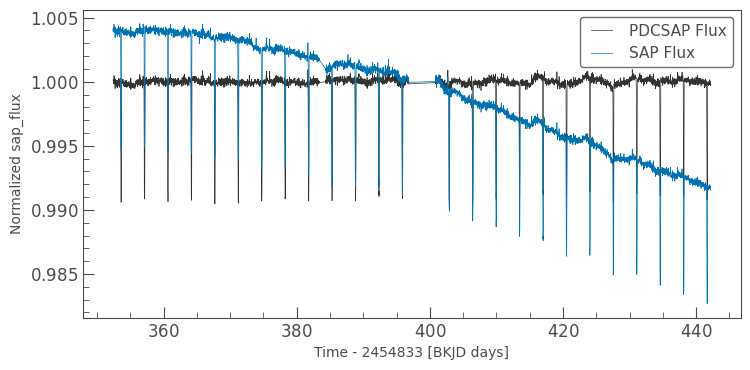 1.005
1.000
0.995
0.990
0.985
Normalized sap_flux
PDCSAP Flux
SAP Flux
360 380 400 420 440
Time - 2454833 [BKJD days]